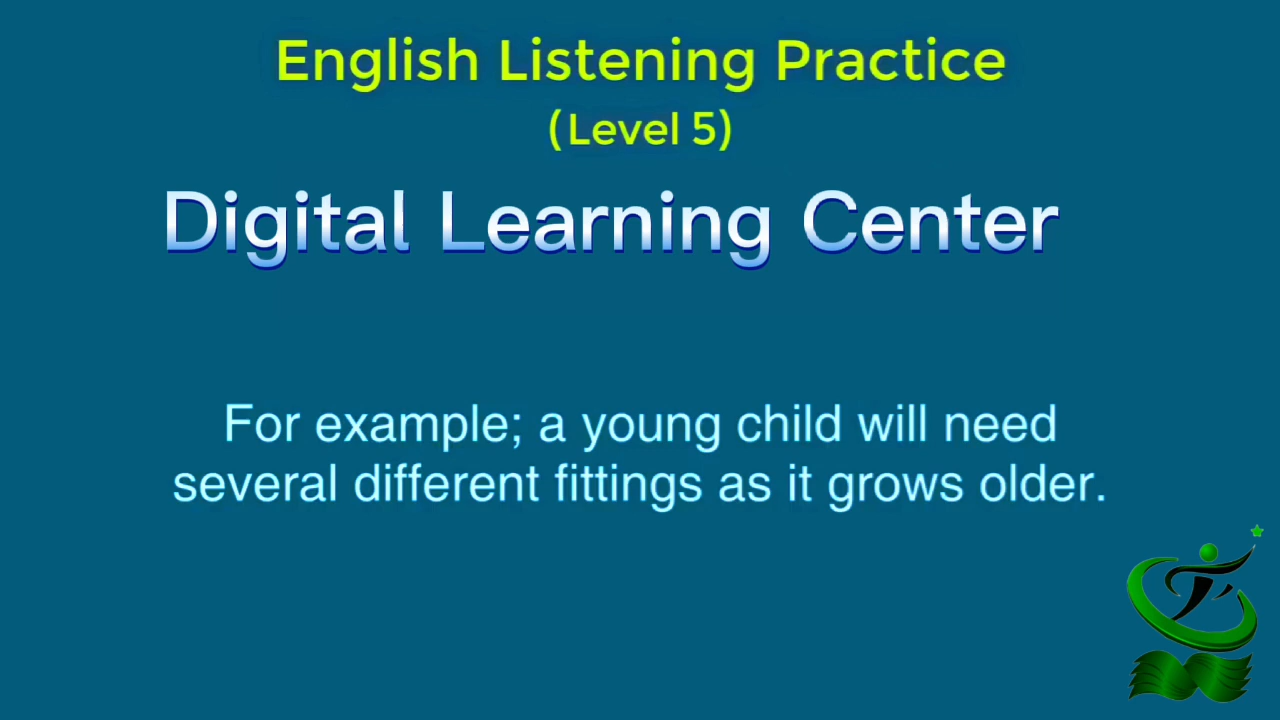 English Listening Practice
(Level 5)
Digital Learning Center
For example; a young child will need
several different fittings as it grows older.